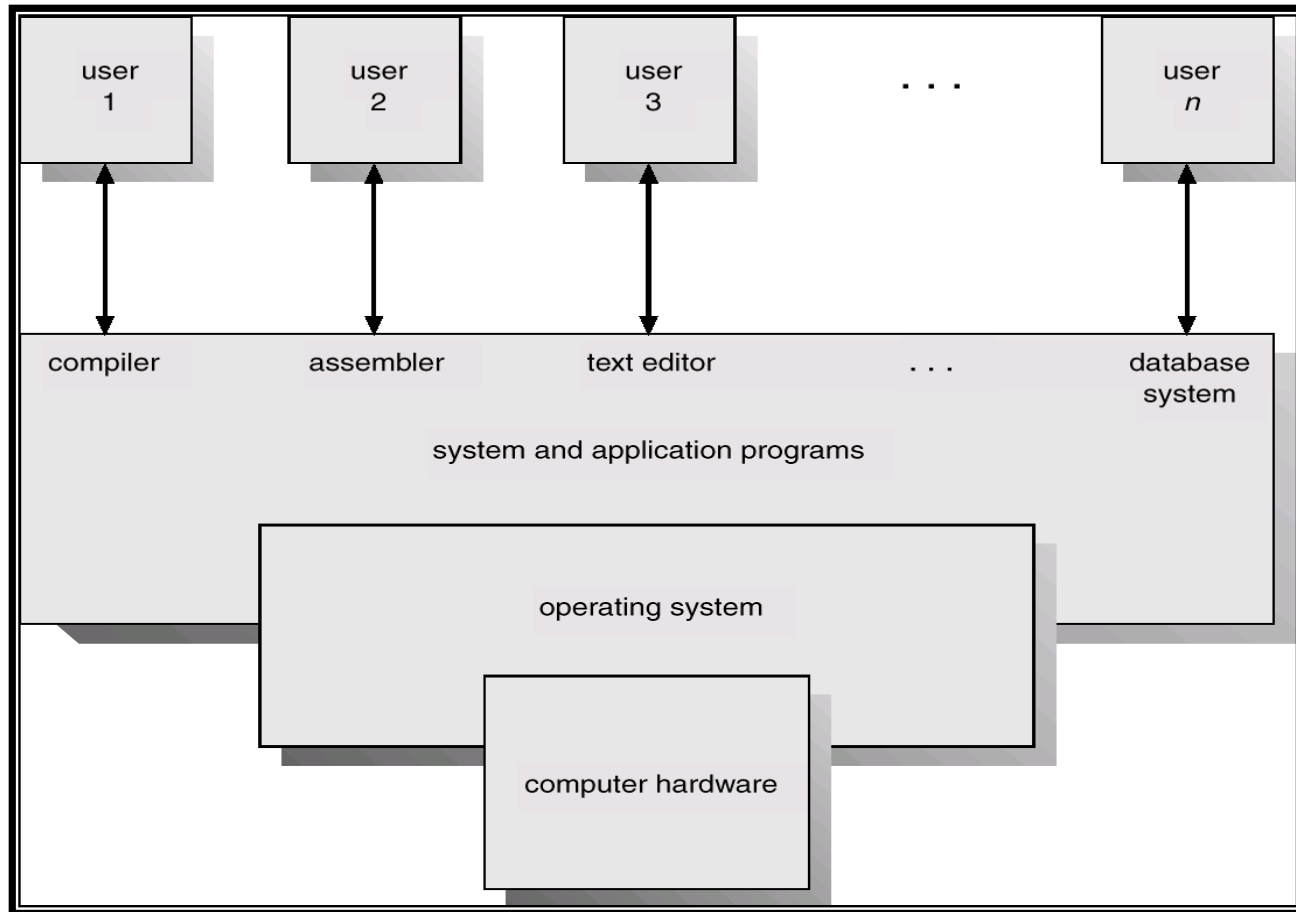 user
1
user
2
user
3
. . .
user
n
compiler
assembler
text editor
. . .
database
system
system and application programs
operating system
computer hardware